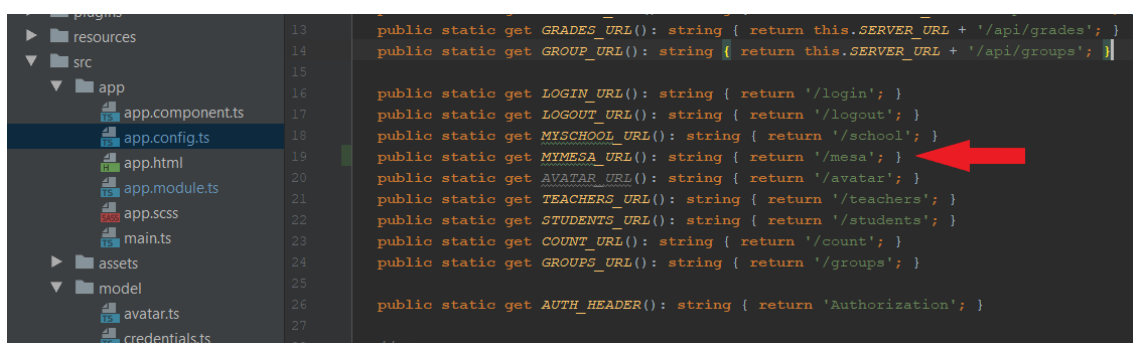 plugins
resources
src
app
app.component.ts
app.config.ts
app.html
app.module.ts
app.scss
main.ts
assets
model
avatar.ts
credentials.ts
13 public static get GRADES_URL(): string { return this.SERVER_URL + '/api/grades'; }
14 public static get GROUP_URL(): string { return this.SERVER_URL + '/api/groups'; }
15
16 public static get LOGIN_URL(): string { return '/login'; }
17 public static get LOGOUT_URL(): string { return '/logout'; }
18 public static get MYSCHOOL_URL(): string { return '/school'; }
19 public static get MYMESA_URL(): string { return '/mesa'; }
20 public static get AVATAR_URL(): string { return '/avatar'; }
21 public static get TEACHERS_URL(): string { return '/teachers'; }
22 public static get STUDENTS_URL(): string { return '/students'; }
23 public static get COUNT_URL(): string { return '/count'; }
24 public static get GROUPS_URL(): string { return '/groups'; }
25
26 public static get AUTH_HEADER(): string { return 'Authorization'; }
27